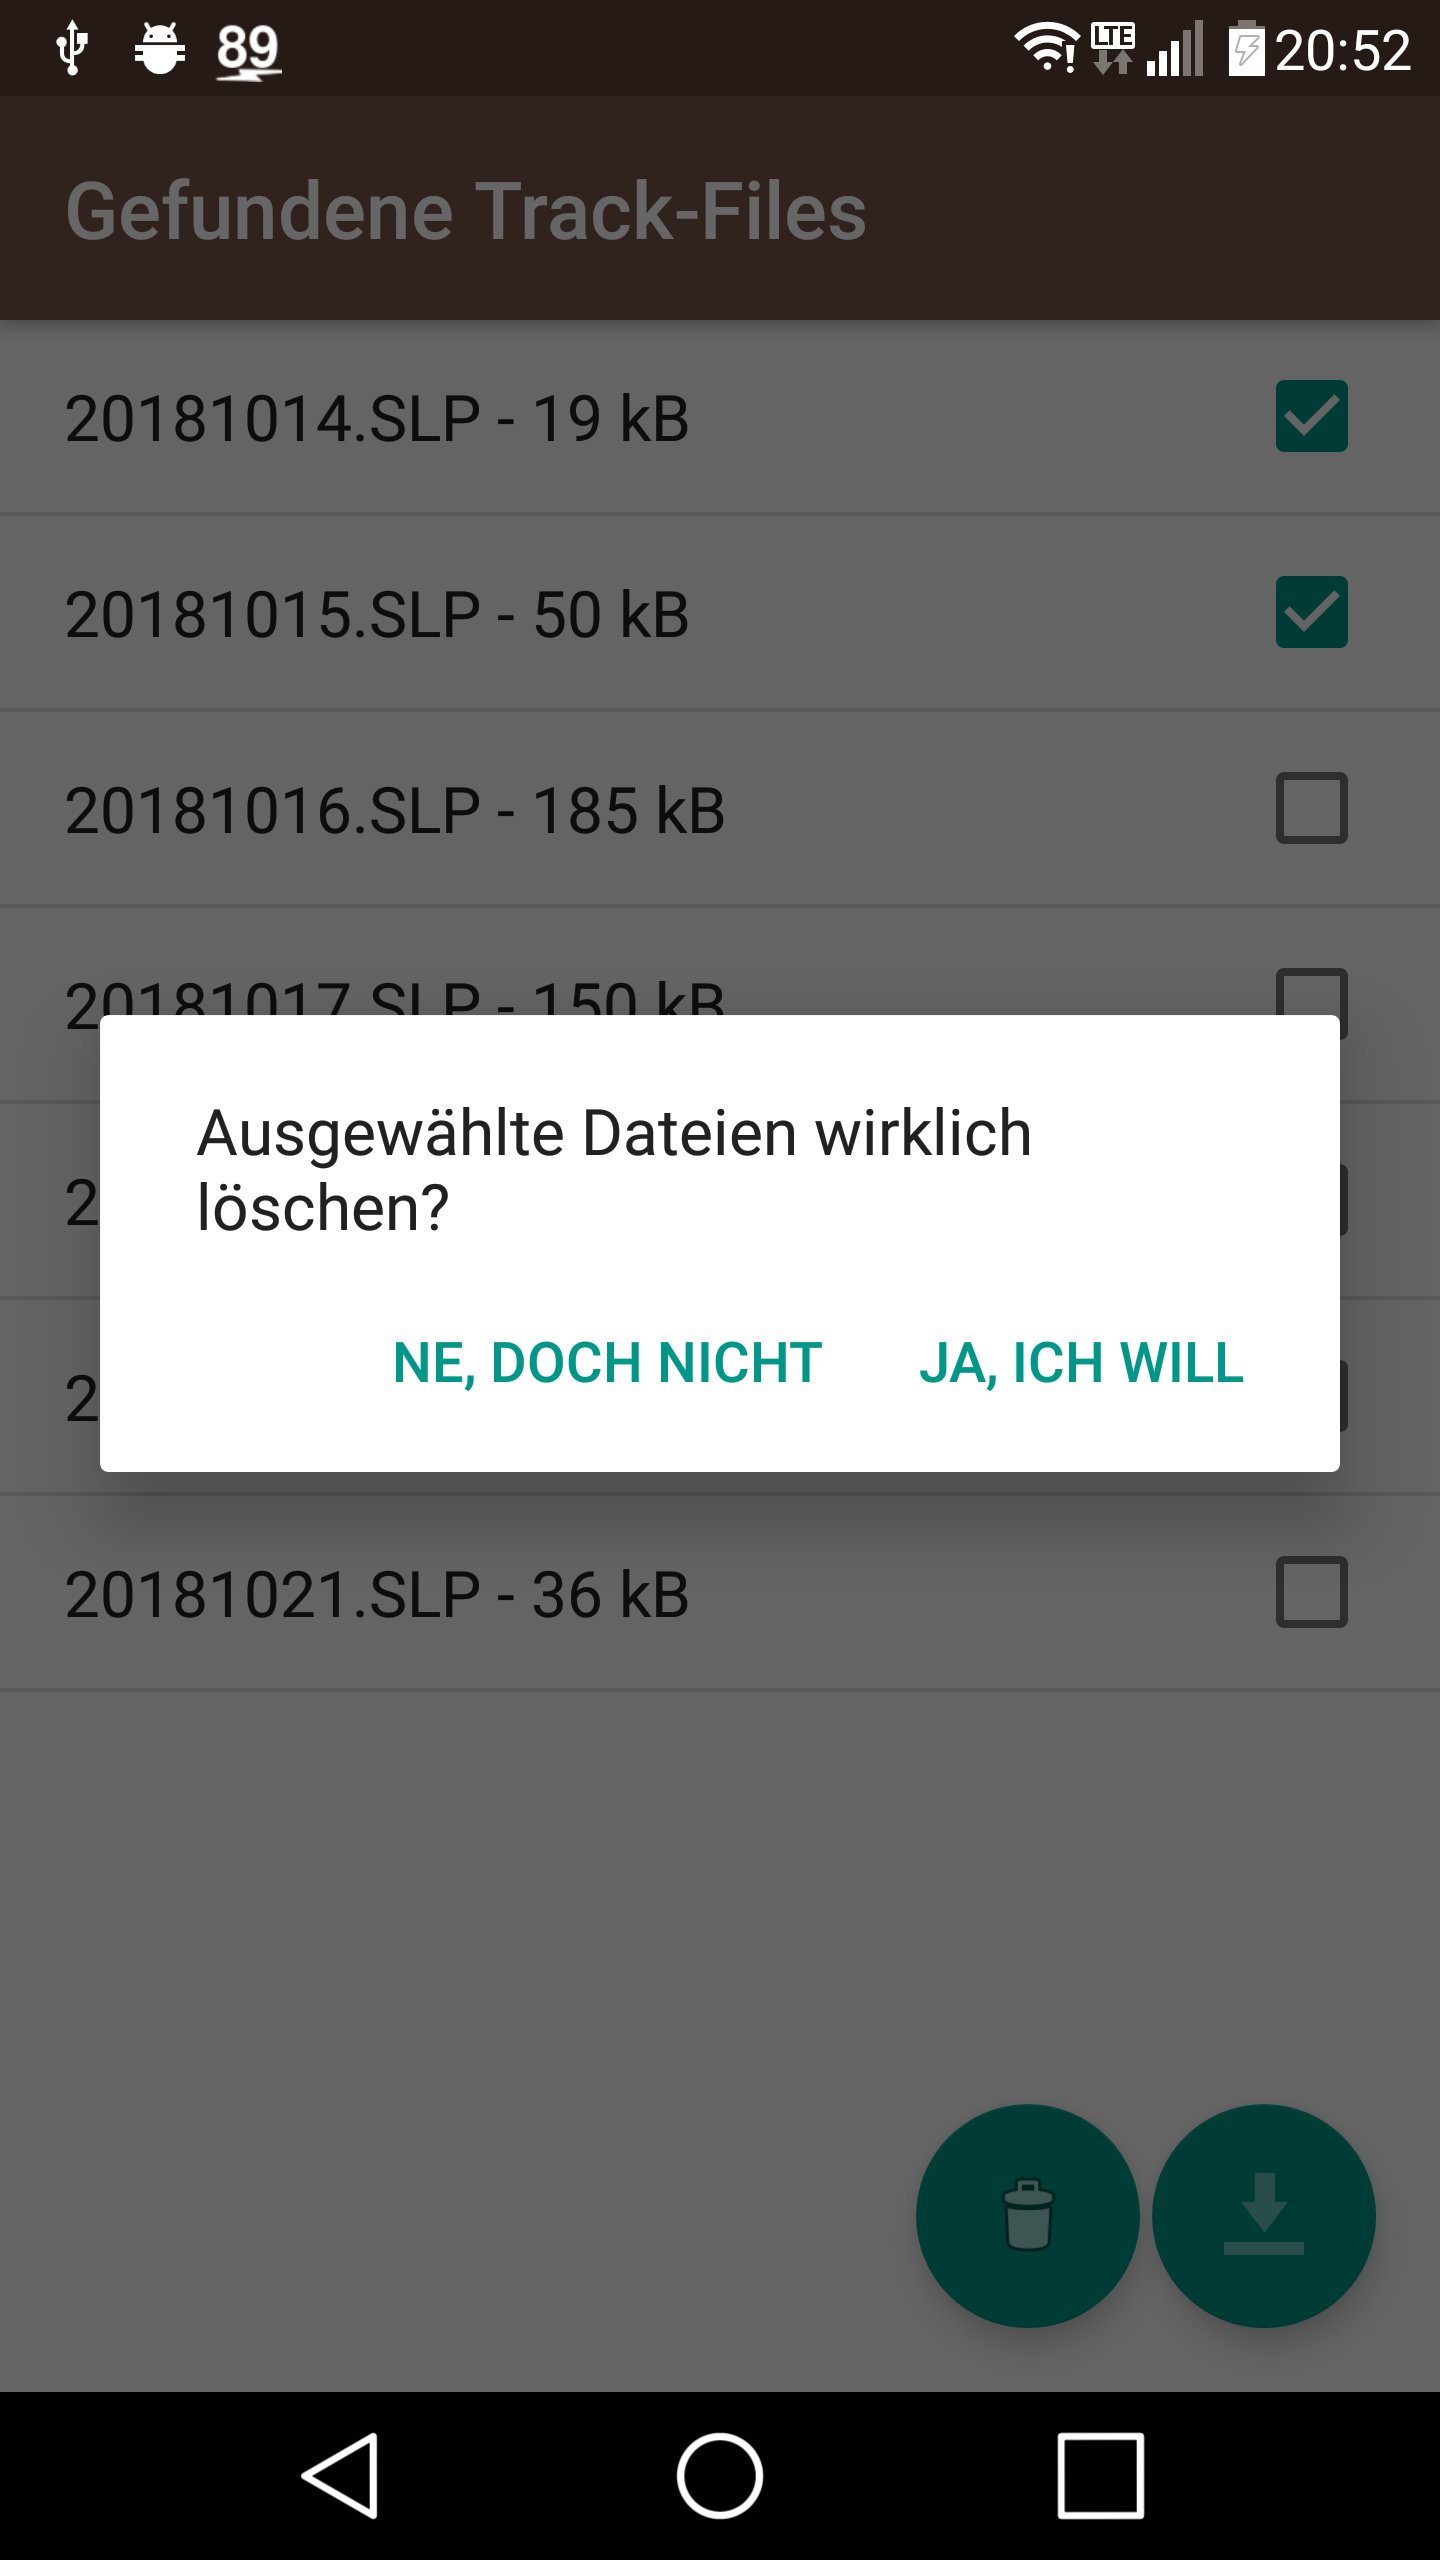 89
LTE
20:52
Gefundene Track-Files
20181014.SLP - 19 kB
20181015.SLP - 50 kB
20181016.SLP - 185 kB
20181017.SLP - 150 kB
2
2
Ausgewählte Dateien wirklich
löschen?
NE, DOCH NICHT JA, ICH WILL
20181021.SLP - 36 kB